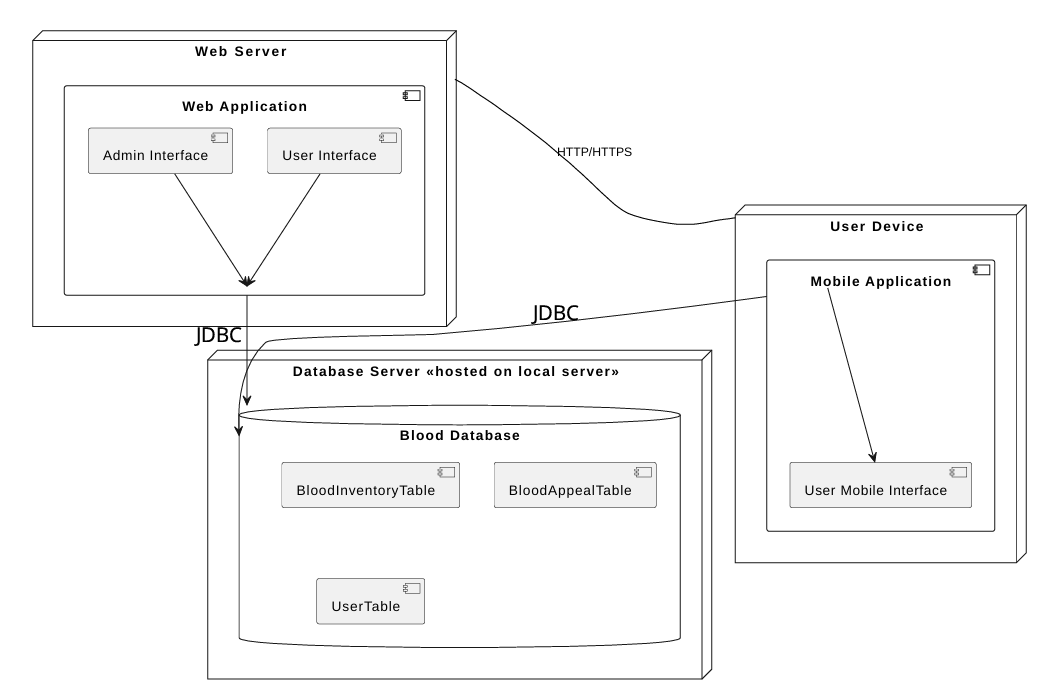 Web Server
Web Application
Admin Interface
User Interface
HTTP/HTTPS
User Device
Mobile Application
JDBC
JDBC
Database Server «hosted on local server»
Blood Database
BloodInventoryTable
BloodAppealTable
User Mobile Interface
UserTable